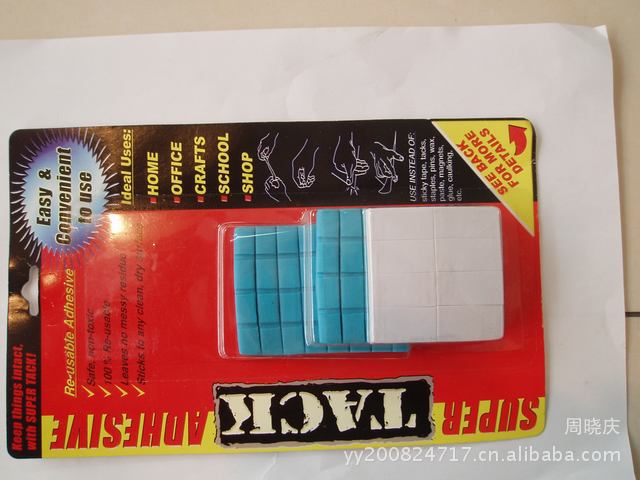 Keep things intact,
with SUPER TACK!
Easy &
Convenient
to use
Re-usable Adhesive
Safe, non-toxic
100% Re-usable
Leaves no messy residue
Sticks to any clean, dry
Ideal Uses:
HOME
OFFICE
CRAFTS
SCHOOL
SHOP
USE INSTEAD OF:
sticky tape, tacks,
staples, pins, wax,
paste, magnets,
glue, caulking,
etc.
SEE BACK
FOR MORE
DETAILS
SUPER
TACK
ADHESIVE
周晓庆
yy200824717.cn.alibaba.com